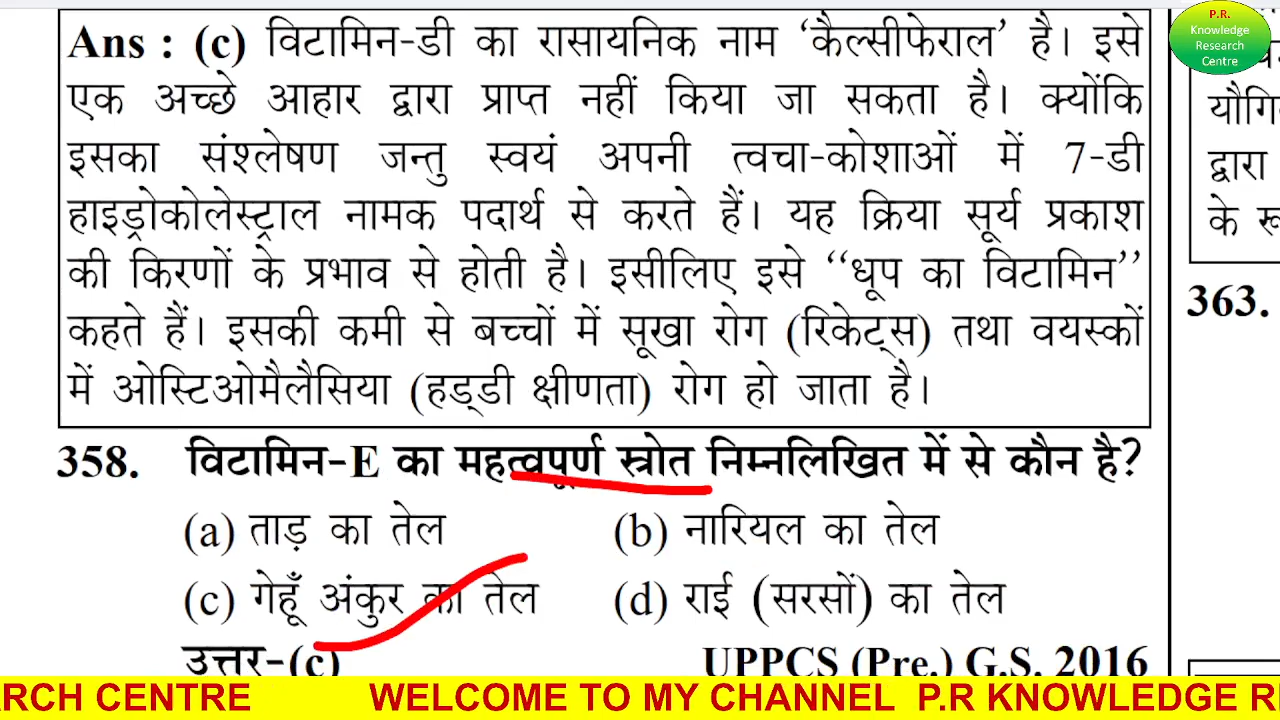 Ans : (c) विटामिन-डी का रासायनिक नाम ‘कैल्सीफेराल’ है। इसे
एक अच्छे आहार द्वारा प्राप्त नहीं किया जा सकता है। क्योंकि
इसका संश्लेषण जन्तु स्वयं अपनी त्वचा-कोशाओं में 7-डी
हाइड्रोकोलेस्ट्राल नामक पदार्थ से करते हैं। यह क्रिया सूर्य प्रकाश
की किरणों के प्रभाव से होती है। इसीलिए इसे ‘‘धूप का विटामिन’’
कहते हैं। इसकी कमी से बच्चों में सूखा रोग (रिकेट्स) तथा वयस्कों
में ओस्टिओमैलैसिया (हड्डी क्षीणता) रोग हो जाता है।
358. विटामिन-E का महत्वपूर्ण स्रोत निम्नलिखित में से कौन है?
(a) ताड़ का तेल (b) नारियल का तेल
(c) गेहूँ अंकुर का तेल (d) राई (सरसों) का तेल
उत्तर-(c) UPPCS (Pre.) G.S. 2016
P.R.
Knowledge
Research
Centre
यौगि
द्वारा
के रू
363.
ARCH CENTRE WELCOME TO MY CHANNEL P.R KNOWLEDGE RE